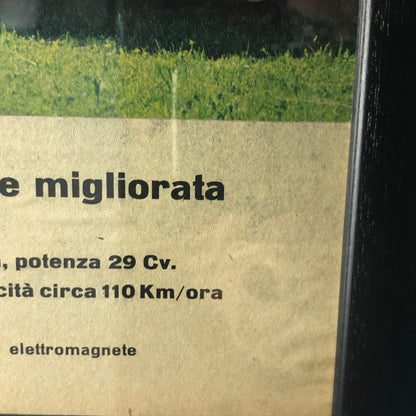 e migliorata
, potenza 29 Cv.
cità circa 110 Km/ora
elettromagnete